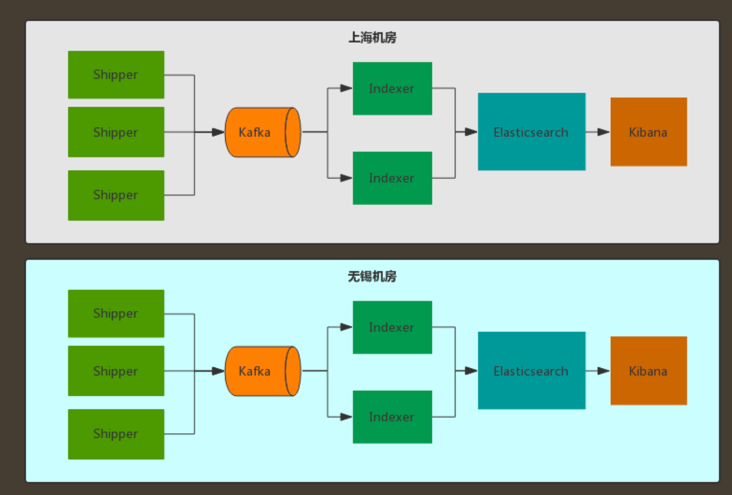 上海机房
Shipper
Shipper
Shipper
Kafka
Indexer
Indexer
Elasticsearch
Kibana
无锡机房
Shipper
Shipper
Shipper
Kafka
Indexer
Indexer
Elasticsearch
Kibana